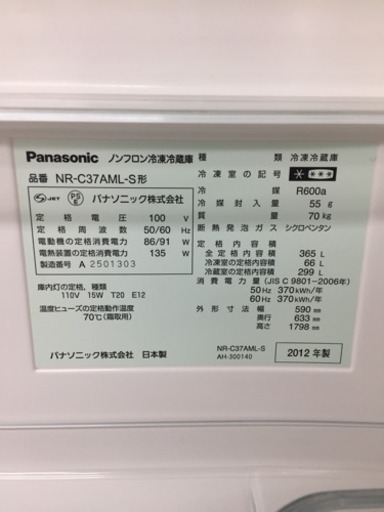 Panasonic ノンフロン冷凍冷蔵庫
品番 NR-C37AML-S形
JET PS E パナソニック株式会社
定格電圧 100 V
定格周波数 50/60 Hz
電動機の定格消費電力 86/91 W
電熱装置の定格消費電力 135 W
製造番号 A 2501303
庫内灯の定格, 種類
110V 15W T20 E12
温度ヒューズの定格動作温度
70℃(霜取用)
パナソニック株式会社 日本製
種類 冷凍冷蔵庫
冷凍室の記号
冷媒 R600a
冷媒封入量 55 g
質量 70 kg
断熱発泡ガス シクロペンタン
定格内容積
全定格内容積 365 L
冷凍室の定格内容積 66 L
冷蔵室の定格内容積 299 L
消費電力量 (JIS C 9801-2006年)
50Hz 370 kWh/年
60Hz 370 kWh/年
外形寸法 幅 590 mm
奥行 633 mm
高さ 1798 mm
NR-C37AML-S
AH-300140
2012 年製